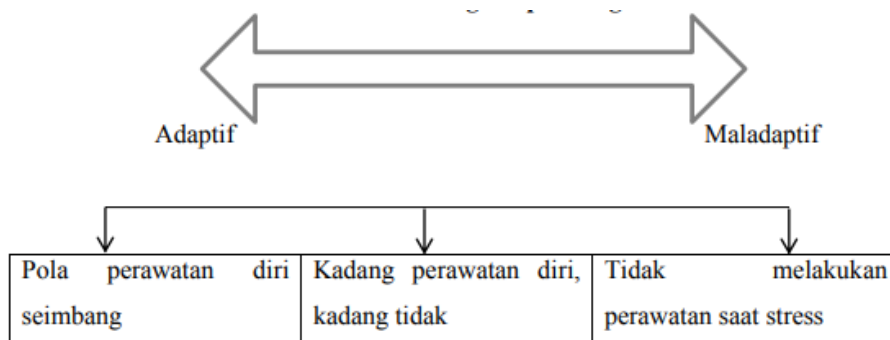 Adaptif
Maladaptif
Pola perawatan diri
seimbang
Kadang perawatan diri,
kadang tidak
Tidak melakukan
perawatan saat stress